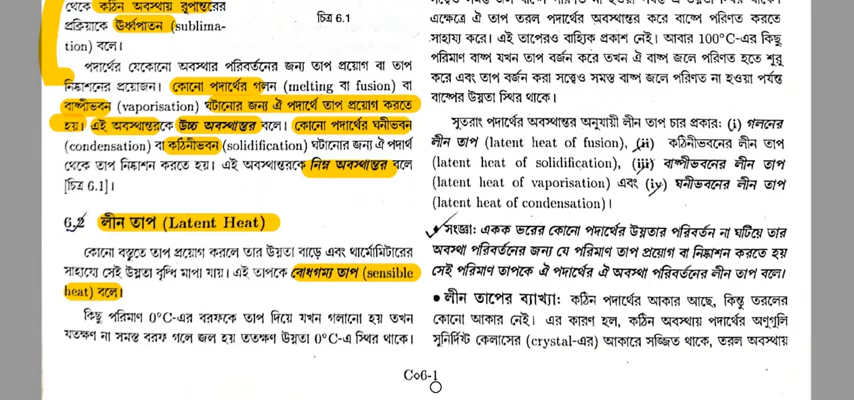 থেকে কঠিন অবস্থায় রূপান্তরের
প্রক্রিয়াকে ঊর্ধ্বপাতন (sublima-
tion) বলে।
চিত্র 6.1
পদার্থের যেকোনো অবস্থার পরিবর্তনের জন্য তাপ প্রয়োগ বা তাপ
নিষ্কাশনের প্রয়োজন। কোনো পদার্থের গলন (melting বা fusion) বা
বাষ্পীভবন (vaporisation) ঘটানোর জন্য ঐ পদার্থে তাপ প্রয়োগ করতে
হয়। এই অবস্থান্তরকে উচ্চ অবস্থান্তর বলে। কোনো পদার্থের ঘনীভবন
(condensation) বা কঠিনীভবন (solidification) ঘটানোর জন্য ঐ পদার্থ
থেকে তাপ নিষ্কাশন করতে হয়। এই অবস্থান্তরকে নিম্ন অবস্থান্তর বলে
[চিত্র 6.1]।
6.2 লীন তাপ (Latent Heat)
কোনো বস্তুতে তাপ প্রয়োগ করলে তার উষ্ণতা বাড়ে এবং থার্মোমিটারের
সাহায্যে সেই উষ্ণতা বৃদ্ধি মাপা যায়। এই তাপকে বোধগম্য তাপ (sensible
heat) বলে।
কিছু পরিমাণ 0°C-এর বরফকে তাপ দিয়ে যখন গলানো হয় তখন
যতক্ষণ না সমস্ত বরফ গলে জল হয় ততক্ষণ উষ্ণতা 0°C-এ স্থির থাকে।
এক্ষেত্রে ঐ তাপ তরল পদার্থের অবস্থান্তর করে বাষ্পে পরিণত করতে
সাহায্য করে। এই তাপেরও বাহ্যিক প্রকাশ নেই। আবার 100°C-এর কিছু
পরিমাণ বাষ্প যখন তাপ বর্জন করে তখন ঐ বাষ্প জলে পরিণত হতে শুরু
করে এবং তাপ বর্জন করা সত্ত্বেও সমস্ত বাষ্প জলে পরিণত না হওয়া পর্যন্ত
বাষ্পের উষ্ণতা স্থির থাকে।
সুতরাং পদার্থের অবস্থান্তর অনুযায়ী লীন তাপ চার প্রকার: (i) গলনের
লীন তাপ (latent heat of fusion), (ii) কঠিনীভবনের লীন তাপ
(latent heat of solidification), (iii) বাষ্পীভবনের লীন তাপ
(latent heat of vaporisation) এবং (iv) ঘনীভবনের লীন তাপ
(latent heat of condensation)।
সংজ্ঞা: একক ভরের কোনো পদার্থের উষ্ণতার পরিবর্তন না ঘটিয়ে তার
অবস্থা পরিবর্তনের জন্য যে পরিমাণ তাপ প্রয়োগ বা নিষ্কাশন করতে হয়
সেই পরিমাণ তাপকে ঐ পদার্থের ঐ অবস্থা পরিবর্তনের লীন তাপ বলে।
• লীন তাপের ব্যাখ্যা: কঠিন পদার্থের আকার আছে, কিন্তু তরলের
কোনো আকার নেই। এর কারণ হল, কঠিন অবস্থায় পদার্থের অণুগুলি
সুনির্দিষ্ট কেলাসের (crystal-এর) আকারে সজ্জিত থাকে, তরল অবস্থায়
Co6-1